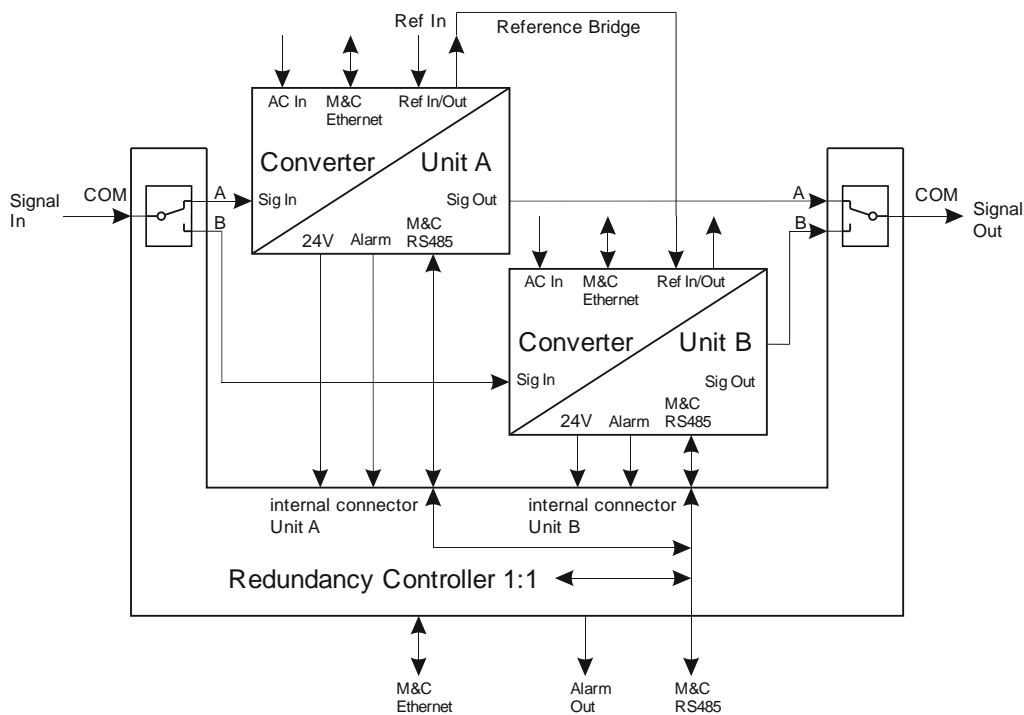 Ref In
Reference Bridge
AC In
M&C
Ethernet
Ref In/Out
Converter
Unit A
Signal
In
COM
A
B
Sig In
Sig Out
24V
Alarm
M&C
RS485
A
B
COM
Signal
Out
AC In
M&C
Ethernet
Ref In/Out
Converter
Unit B
Sig In
Sig Out
24V
Alarm
M&C
RS485
internal connector
Unit A
internal connector
Unit B
Redundancy Controller 1:1
M&C
Ethernet
Alarm
Out
M&C
RS485